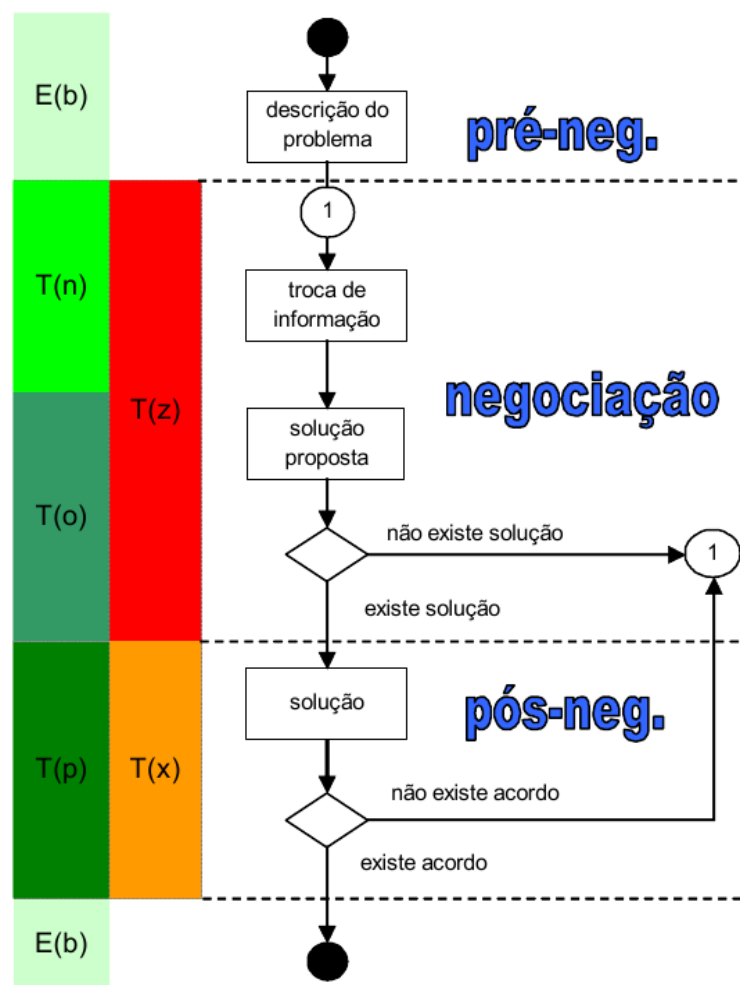 E(b)
descrição do
problema
pré-neg.
1
T(n)
troca de
informação
T(z)
negociação
solução
proposta
T(o)
não existe solução
1
existe solução
solução
pós-neg.
T(p)
T(x)
não existe acordo
existe acordo
E(b)